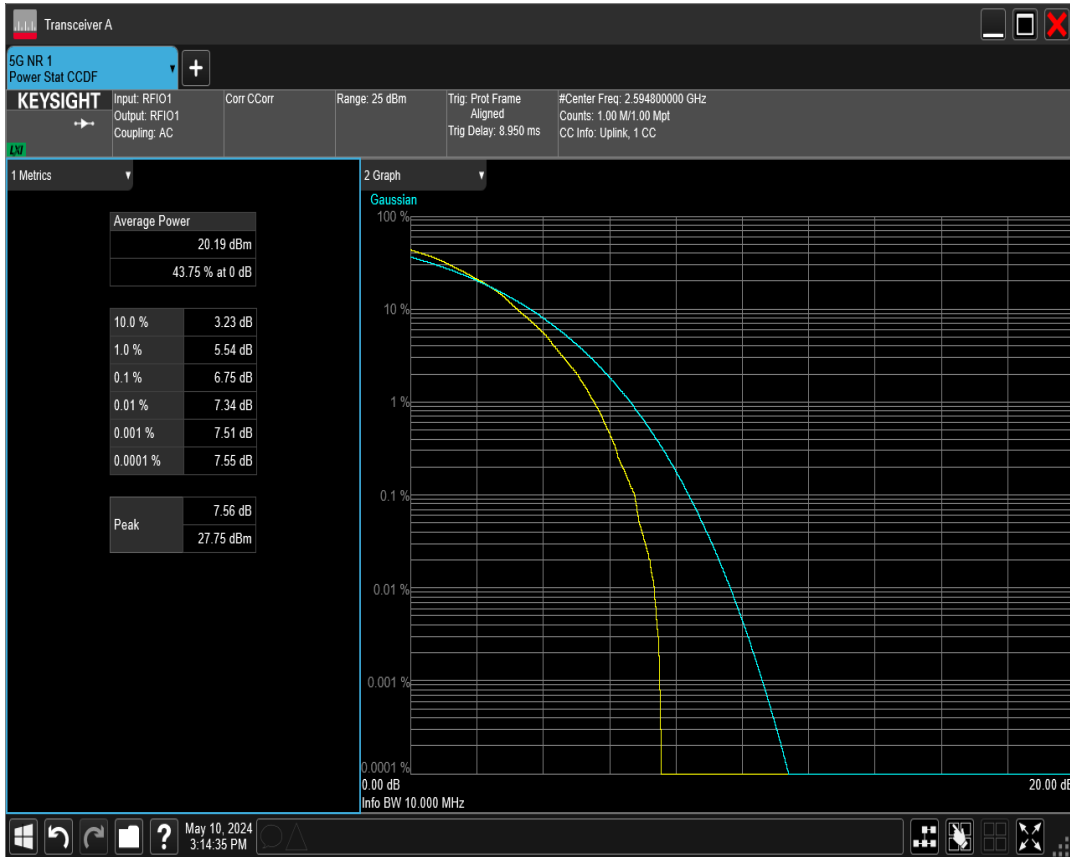 Transceiver A
5G NR 1
Power Stat CCDF
+
KEYSIGHT
LXI
Input: RFIO1
Output: RFIO1
Coupling: AC
Corr CCorr
Range: 25 dBm
Trig: Prot Frame
Aligned
Trig Delay: 8.950 ms
#Center Freq: 2.594800000 GHz
Counts: 1.00 M/1.00 Mpt
CC Info: Uplink, 1 CC
1 Metrics
Average Power
20.19 dBm
43.75 % at 0 dB
10.0 % 3.23 dB
1.0 % 5.54 dB
0.1 % 6.75 dB
0.01 % 7.34 dB
0.001 % 7.51 dB
0.0001 % 7.55 dB
Peak 7.56 dB
27.75 dBm
2 Graph
Gaussian
100 %
10 %
1 %
0.1 %
0.01 %
0.001 %
0.0001 %
0.00 dB 20.00 dB
Info BW 10.000 MHz
?
May 10, 2024
3:14:35 PM